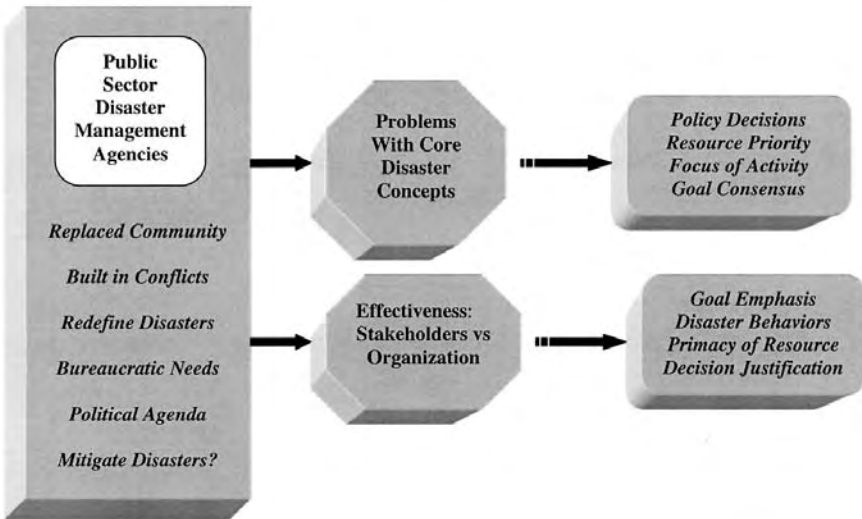 Public
Sector
Disaster
Management
Agencies
Replaced Community
Built in Conflicts
Redefine Disasters
Bureaucratic Needs
Political Agenda
Mitigate Disasters?
Problems
With Core
Disaster
Concepts
Policy Decisions
Resource Priority
Focus of Activity
Goal Consensus
Effectiveness:
Stakeholders vs
Organization
Goal Emphasis
Disaster Behaviors
Primacy of Resource
Decision Justification